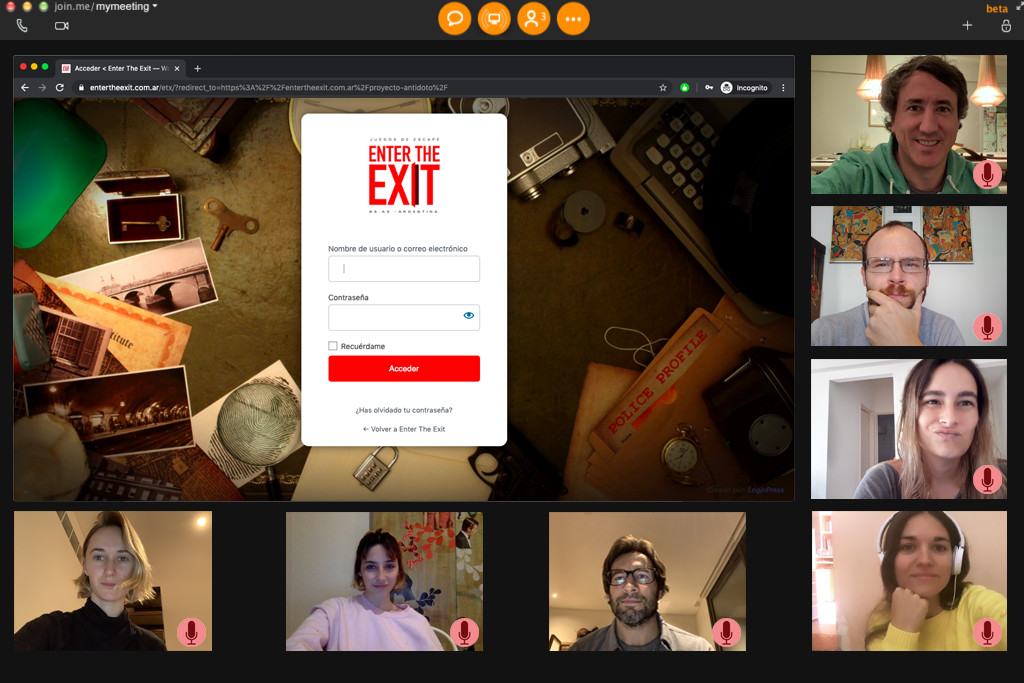 join.me/mymeeting
beta
3
Acceder < Enter The Exit — W
entertheexit.com.ar/etx/?redirect_to=https%3A%2F%2Fentertheexit.com.ar%2Fproyecto-antidoto%2F
Incognito
JUEGOS DE ESCAPE
ENTER THE
EXIT
BS.AS - ARGENTINA
Nombre de usuario o correo electrónico
Contraseña
Recuérdame
Acceder
¿Has olvidado tu contraseña?
← Volver a Enter The Exit
POLICE PROFILE
LoginPress